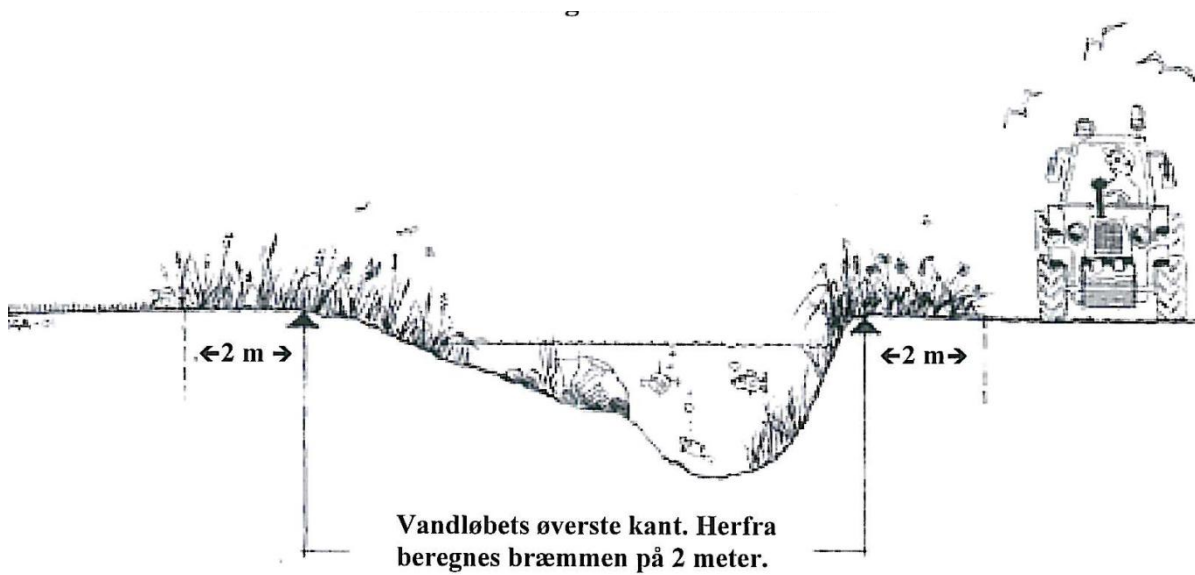 ←2 m→
←2 m→
Vandløbets øverste kant. Herfra
beregnes bræmmen på 2 meter.